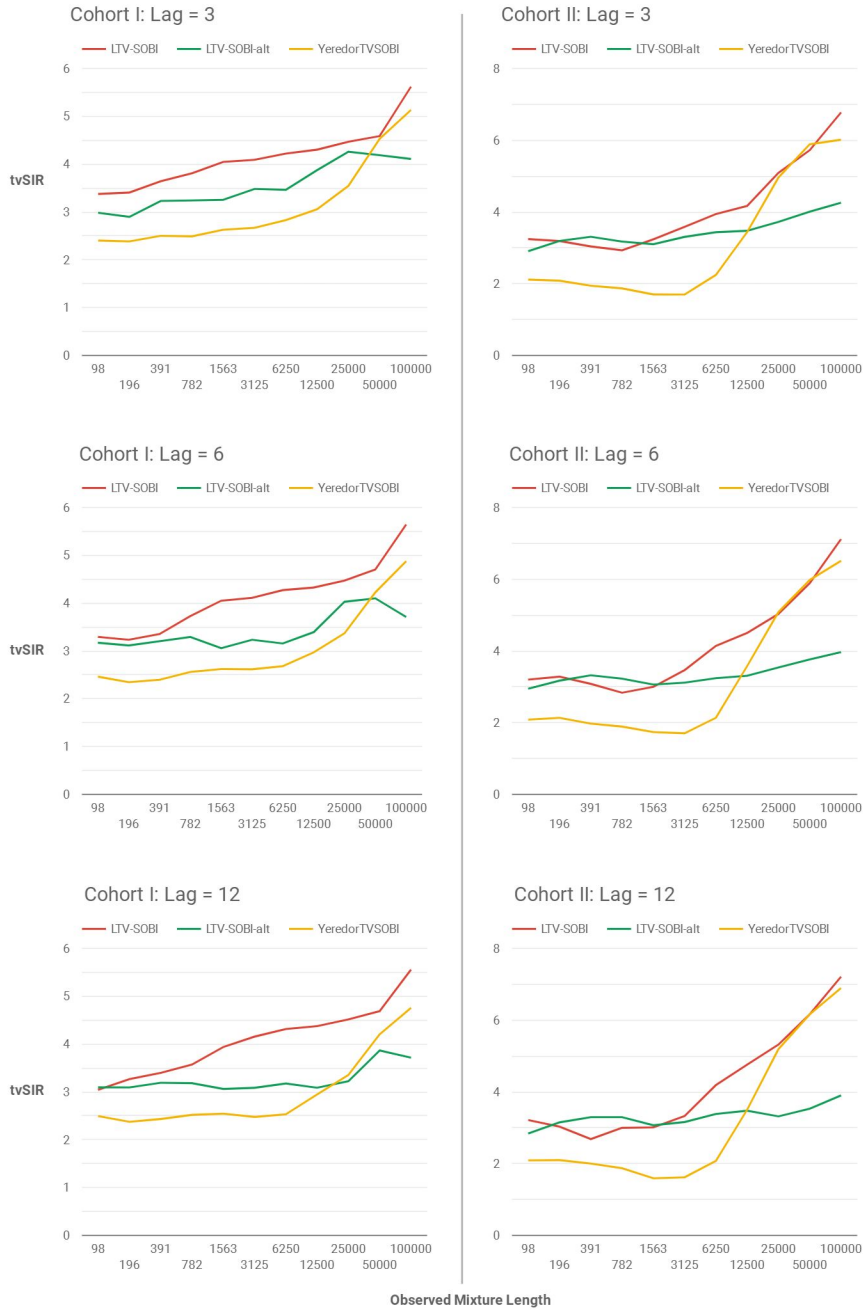 Cohort I: Lag = 3
LTV-SOBI LTV-SOBI-alt YeredorTVSOBI
6
5
4
3
2
1
0
tvSIR
98 391 1563 6250 25000 100000
196 782 3125 12500 50000
Cohort II: Lag = 3
LTV-SOBI LTV-SOBI-alt YeredorTVSOBI
8
6
4
2
0
98 391 1563 6250 25000 100000
196 782 3125 12500 50000
Cohort I: Lag = 6
LTV-SOBI LTV-SOBI-alt YeredorTVSOBI
6
5
4
3
2
1
0
tvSIR
98 391 1563 6250 25000 100000
196 782 3125 12500 50000
Cohort II: Lag = 6
LTV-SOBI LTV-SOBI-alt YeredorTVSOBI
8
6
4
2
0
98 391 1563 6250 25000 100000
196 782 3125 12500 50000
Cohort I: Lag = 12
LTV-SOBI LTV-SOBI-alt YeredorTVSOBI
6
5
4
3
2
1
0
tvSIR
98 391 1563 6250 25000 100000
196 782 3125 12500 50000
Cohort II: Lag = 12
LTV-SOBI LTV-SOBI-alt YeredorTVSOBI
8
6
4
2
0
98 391 1563 6250 25000 100000
196 782 3125 12500 50000
Observed Mixture Length